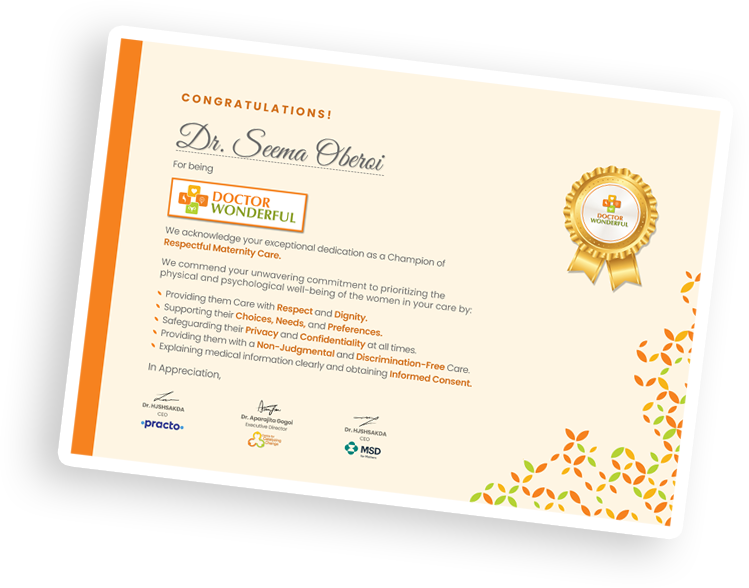 CONGRATULATIONS!
Dr. Seema Oberoi
For being
DOCTOR
WONDERFUL
DOCTOR
WONDERFUL
We acknowledge your exceptional dedication as a Champion of
Respectful Maternity Care.
We commend your unwavering commitment to prioritizing the
physical and psychological well-being of the women in your care by:
Providing them Care with Respect and Dignity.
Supporting their Choices, Needs, and Preferences.
Safeguarding their Privacy and Confidentiality at all times.
Providing them with a Non-Judgmental and Discrimination-Free Care.
Explaining medical information clearly and obtaining Informed Consent.
In Appreciation,
Dr. HJSHSAKDA
CEO
practo
Dr. Aparajita Gogoi
Executive Director
Dr. HJSHSAKDA
CEO
MSD
for Mothers